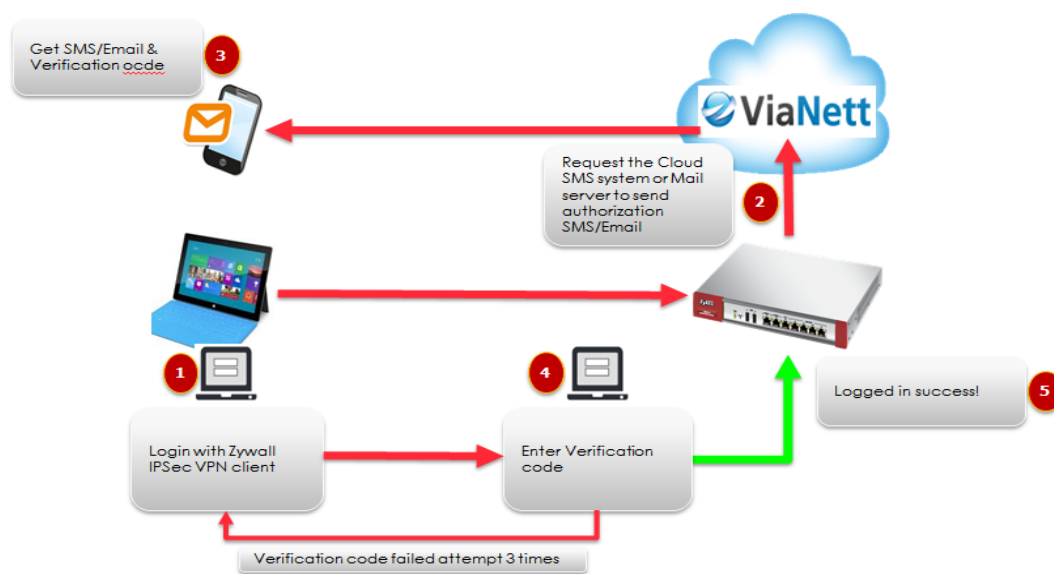 Get SMS/Email &
Verification ocde
3
ViaNett
Request the Cloud
SMS system or Mail
server to send
authorization
SMS/Email
2
ZyXEL
1
4
Logged in success!
5
Login with Zywall
IPSec VPN client
Enter Verification
code
Verification code failed attempt 3 times